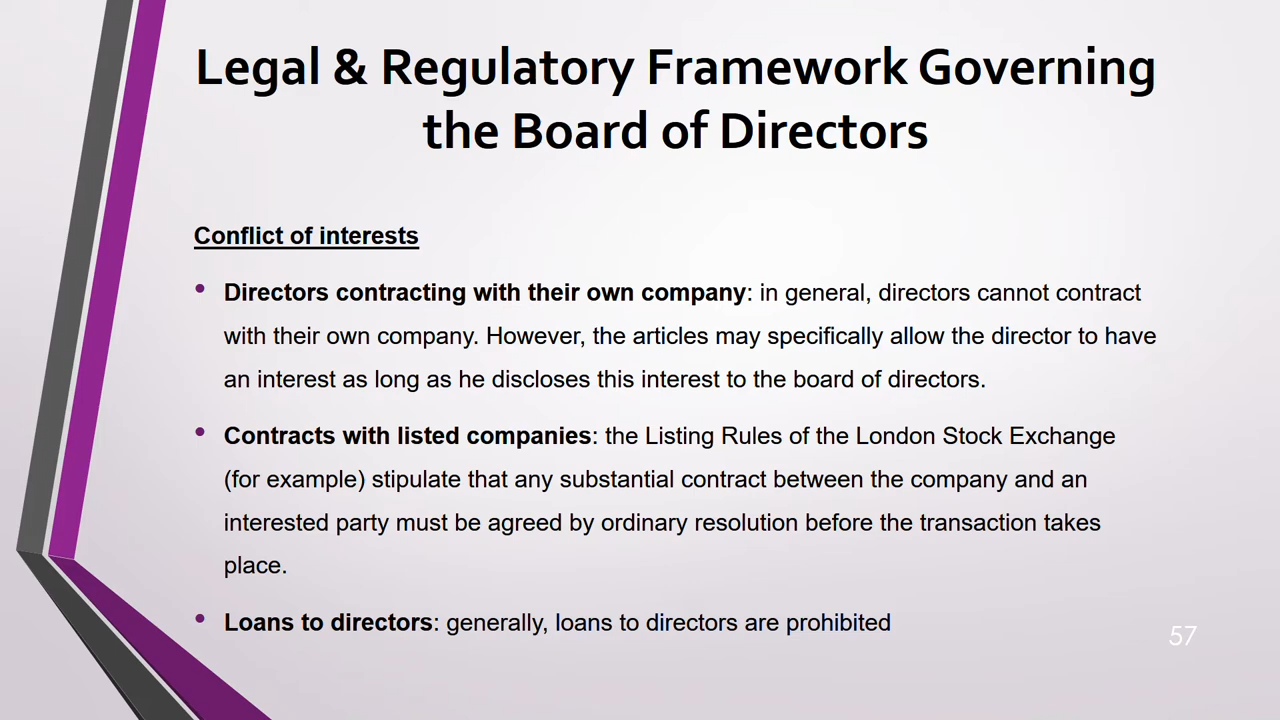 Legal & Regulatory Framework Governing
the Board of Directors
Conflict of interests
• Directors contracting with their own company: in general, directors cannot contract
with their own company. However, the articles may specifically allow the director to have
an interest as long as he discloses this interest to the board of directors.
• Contracts with listed companies: the Listing Rules of the London Stock Exchange
(for example) stipulate that any substantial contract between the company and an
interested party must be agreed by ordinary resolution before the transaction takes
place.
• Loans to directors: generally, loans to directors are prohibited
57